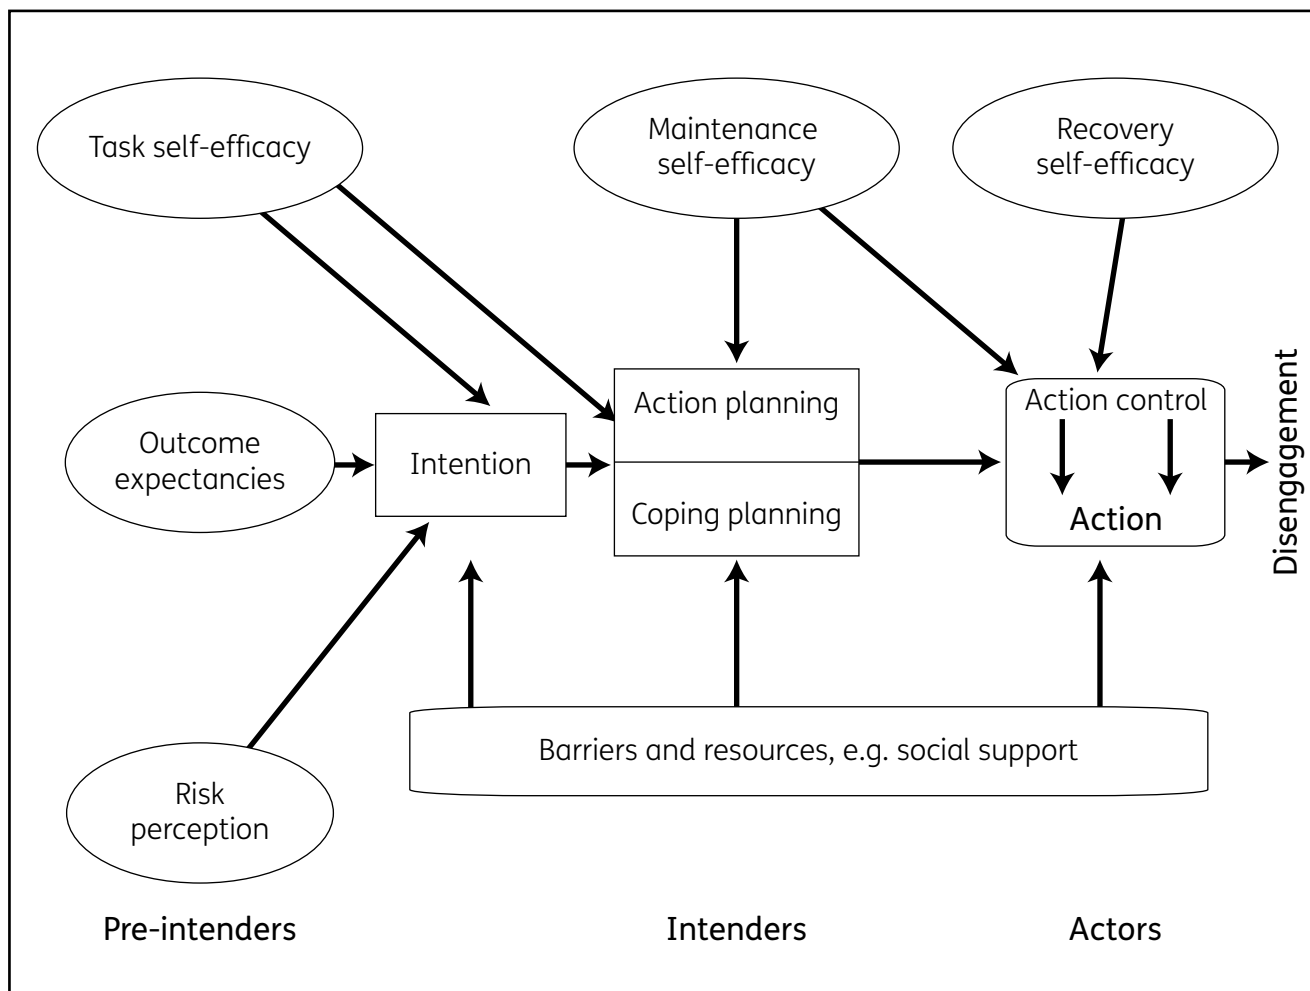 Task self-efficacy
Maintenance
self-efficacy
Recovery
self-efficacy
Outcome
expectancies
Intention
Action planning
Coping planning
Action control
Action
Disengagement
Barriers and resources, e.g. social support
Risk
perception
Pre-intenders
Intenders
Actors